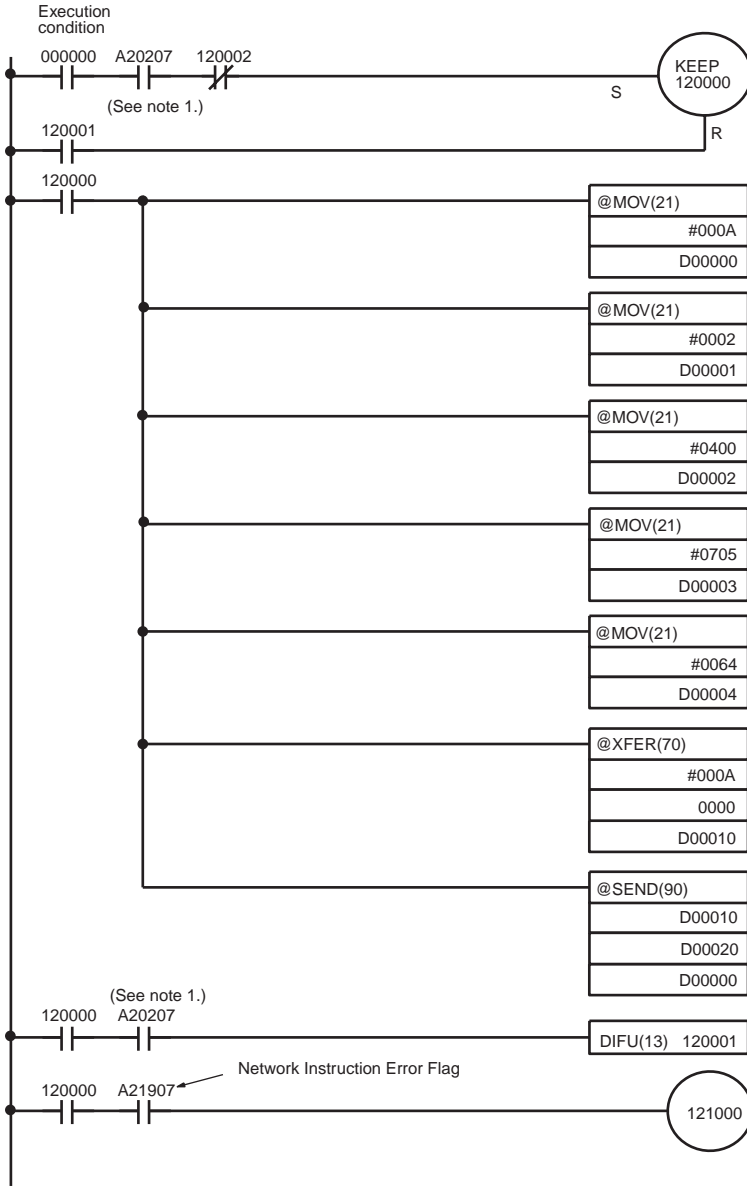 Execution
condition
000000 A20207 120002
KEEP
120000
S
(See note 1.)
R
120001
120000
@MOV(21)
#000A
D00000
@MOV(21)
#0002
D00001
@MOV(21)
#0400
D00002
@MOV(21)
#0705
D00003
@MOV(21)
#0064
D00004
@XFER(70)
#000A
0000
D00010
@SEND(90)
D00010
D00020
D00000
(See note 1.)
120000 A20207
DIFU(13) 120001
Network Instruction Error Flag
120000 A21907
121000